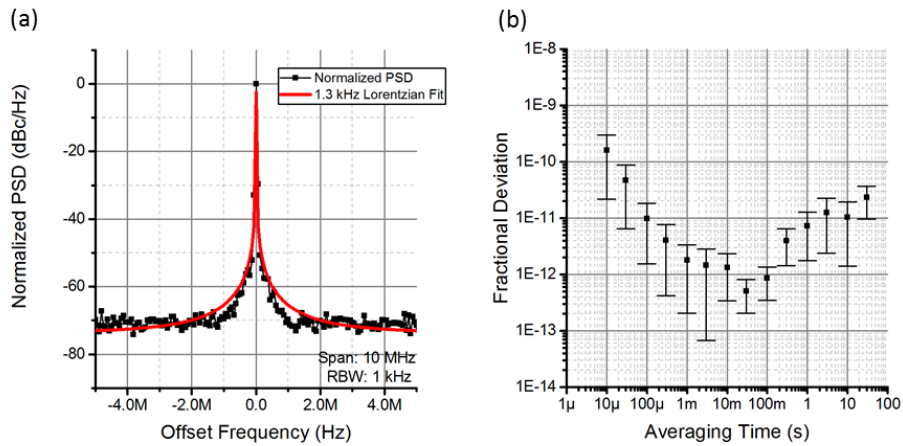 (a)
Normalized PSD (dBc/Hz)
0
-20
-40
-60
-80
Normalized PSD
1.3 kHz Lorentzian Fit
Span: 10 MHz
RBW: 1 kHz
-4.0M -2.0M 0.0 2.0M 4.0M
Offset Frequency (Hz)
(b)
Fractional Deviation
1E-8
1E-9
1E-10
1E-11
1E-12
1E-13
1E-14
1μ 10μ 100μ 1m 10m 100m 1 10 100
Averaging Time (s)